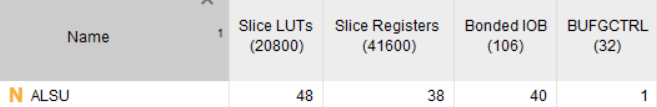 Name 1 Slice LUTs (20800) Slice Registers (41600) Bonded IOB (106) BUFGCTRL (32)
N ALSU 48 38 40 1